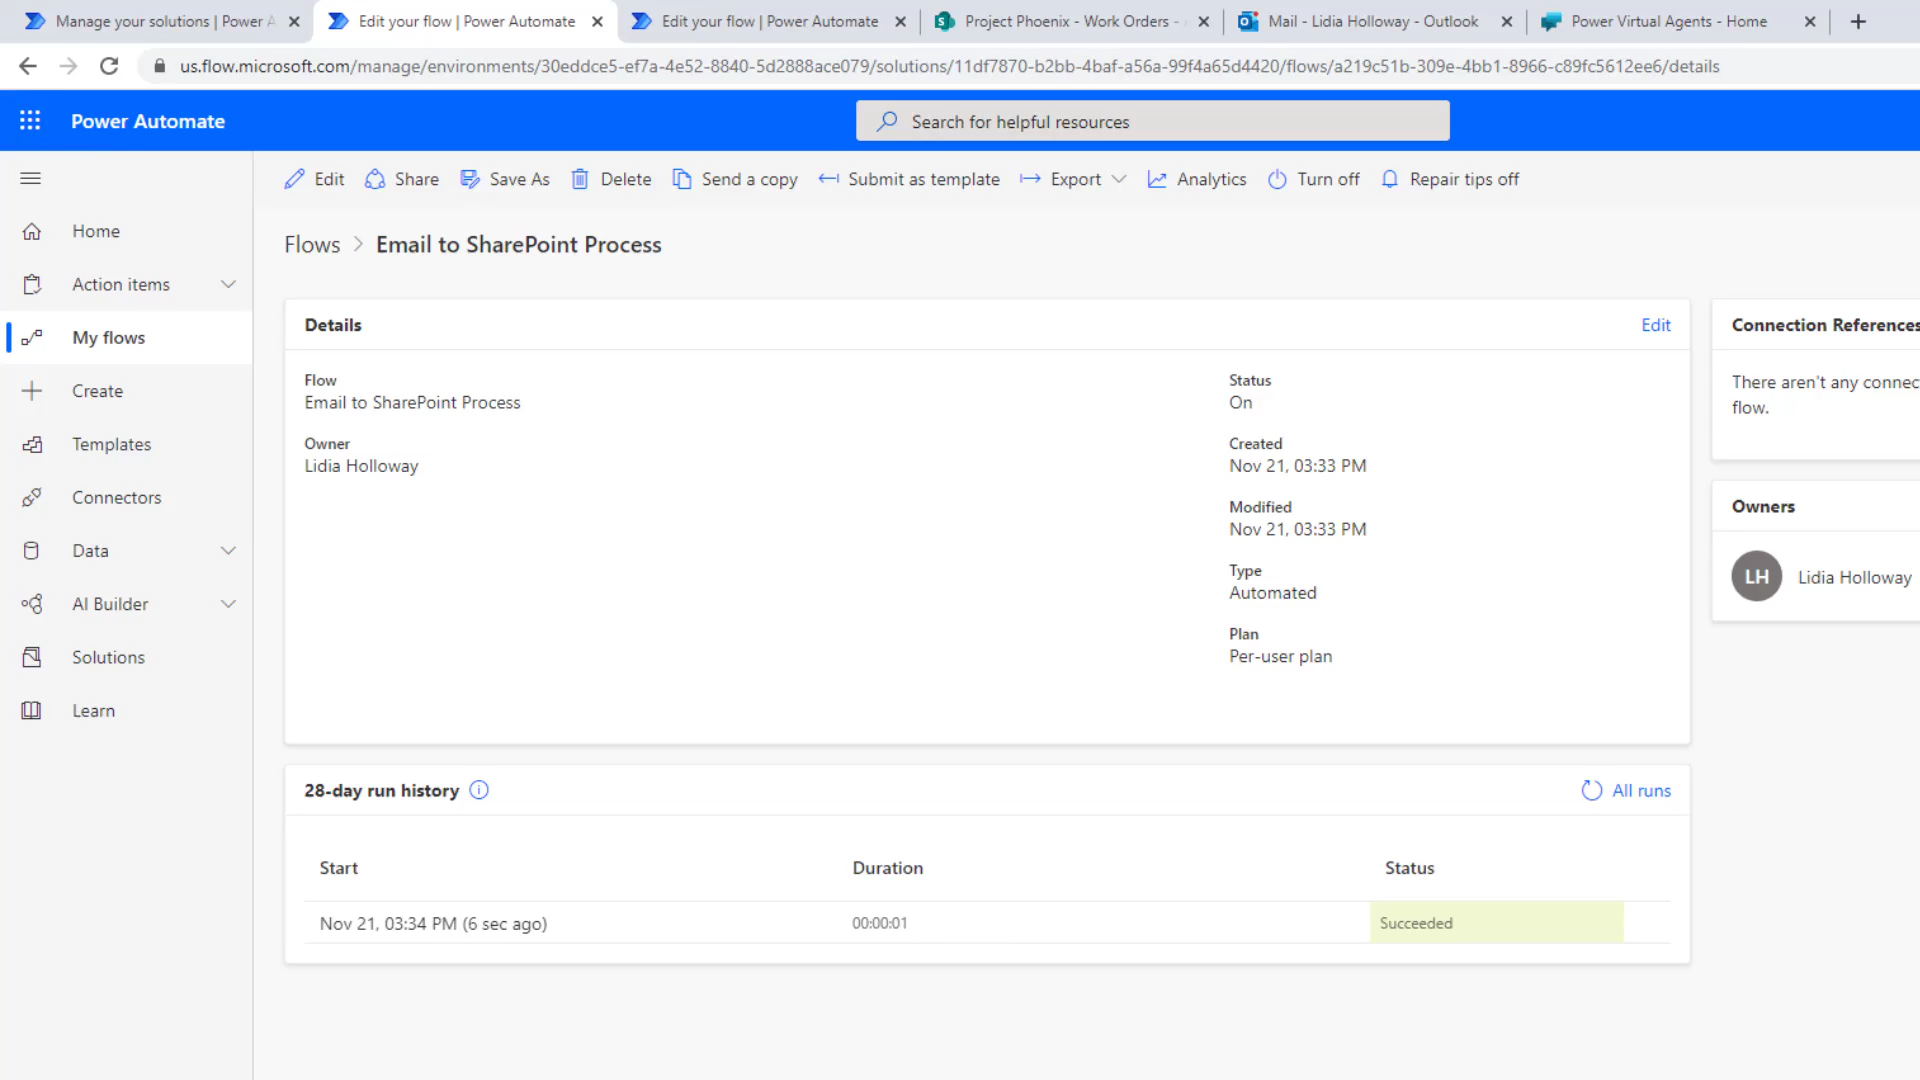 Manage your solutions | Power A
Edit your flow | Power Automate
Edit your flow | Power Automate
Project Phoenix - Work Orders -
Mail - Lidia Holloway - Outlook
Power Virtual Agents - Home
us.flow.microsoft.com/manage/environments/30eddce5-ef7a-4e52-8840-5d2888ace079/solutions/11df7870-b2bb-4baf-a56a-99f4a65d4420/flows/a219c51b-309e-4bb1-8966-c89fc5612ee6/details
Power Automate
Search for helpful resources
Edit
Share
Save As
Delete
Send a copy
Submit as template
Export
Analytics
Turn off
Repair tips off
Home
Action items
My flows
Create
Templates
Connectors
Data
AI Builder
Solutions
Learn
Flows > Email to SharePoint Process
Details
Edit
Flow
Email to SharePoint Process
Owner
Lidia Holloway
Status
On
Created
Nov 21, 03:33 PM
Modified
Nov 21, 03:33 PM
Type
Automated
Plan
Per-user plan
Connection References
There aren't any connec
flow.
Owners
LH
Lidia Holloway
28-day run history
All runs
Start
Duration
Status
Nov 21, 03:34 PM (6 sec ago)
00:00:01
Succeeded